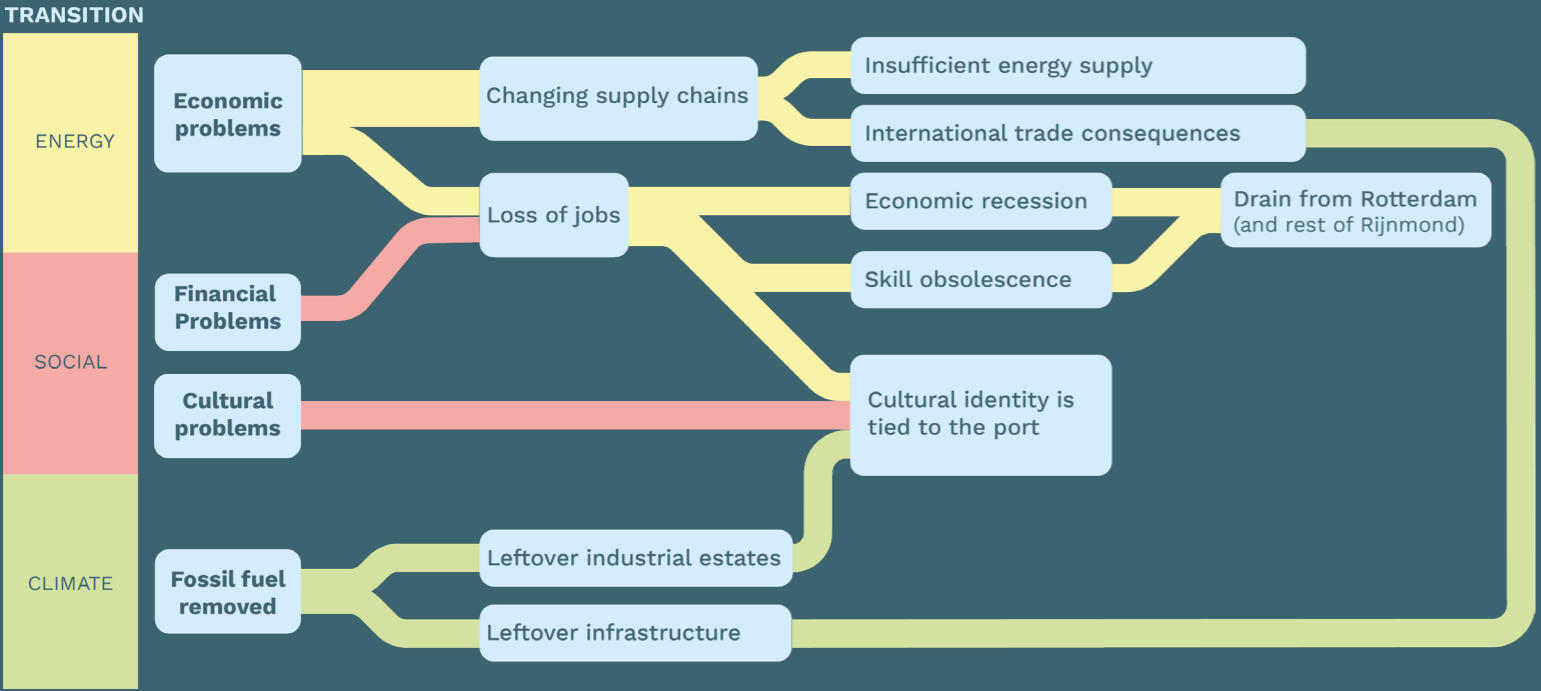 TRANSITION
ENERGY
SOCIAL
CLIMATE
Economic
problems
Financial
Problems
Cultural
problems
Fossil fuel
removed
Changing supply chains
Loss of jobs
Leftover industrial estates
Leftover infrastructure
Insufficient energy supply
International trade consequences
Economic recession
Skill obsolescence
Cultural identity is
tied to the port
Drain from Rotterdam
(and rest of Rijnmond)